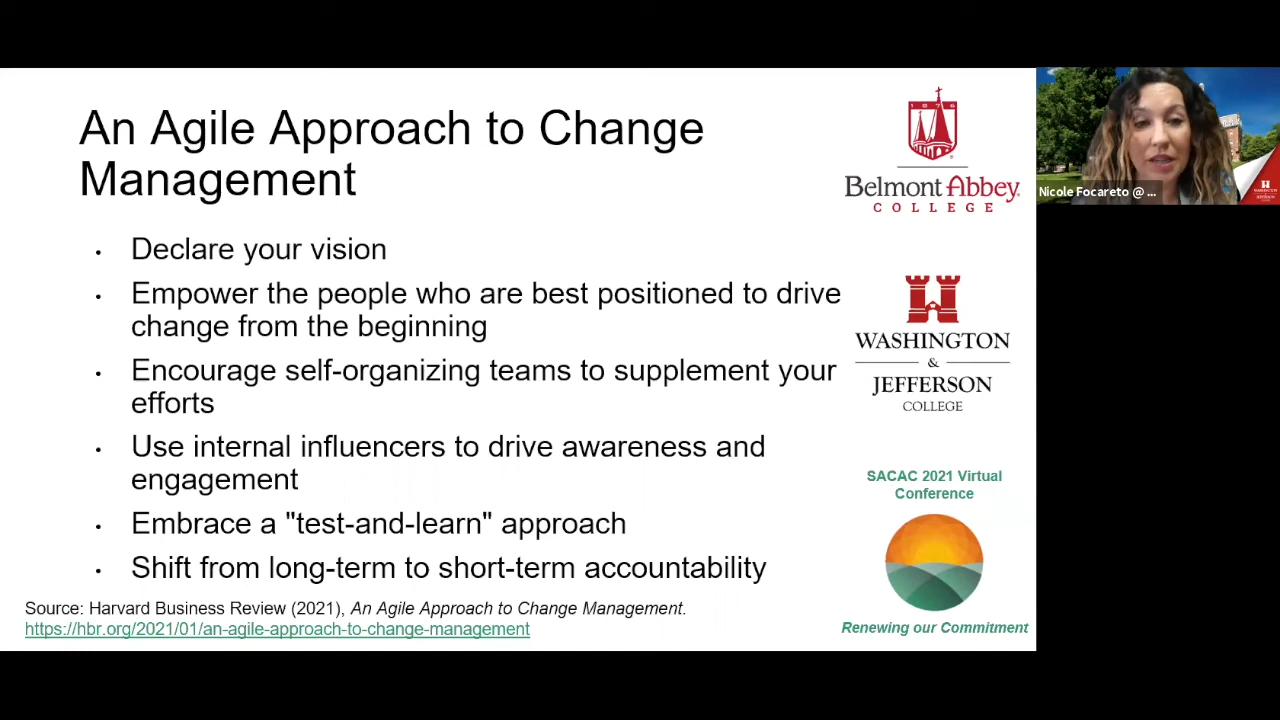 An Agile Approach to Change
Management
• Declare your vision
• Empower the people who are best positioned to drive
change from the beginning
• Encourage self-organizing teams to supplement your
efforts
• Use internal influencers to drive awareness and
engagement
• Embrace a "test-and-learn" approach
• Shift from long-term to short-term accountability
Source: Harvard Business Review (2021), An Agile Approach to Change Management.
https://hbr.org/2021/01/an-agile-approach-to-change-management
1876
Belmont Abbey
COLLEGE
WASHINGTON
&
JEFFERSON
COLLEGE
SACAC 2021 Virtual
Conference
Renewing our Commitment
Nicole Focareto @ ...
WASHINGTON
JEFFERSON